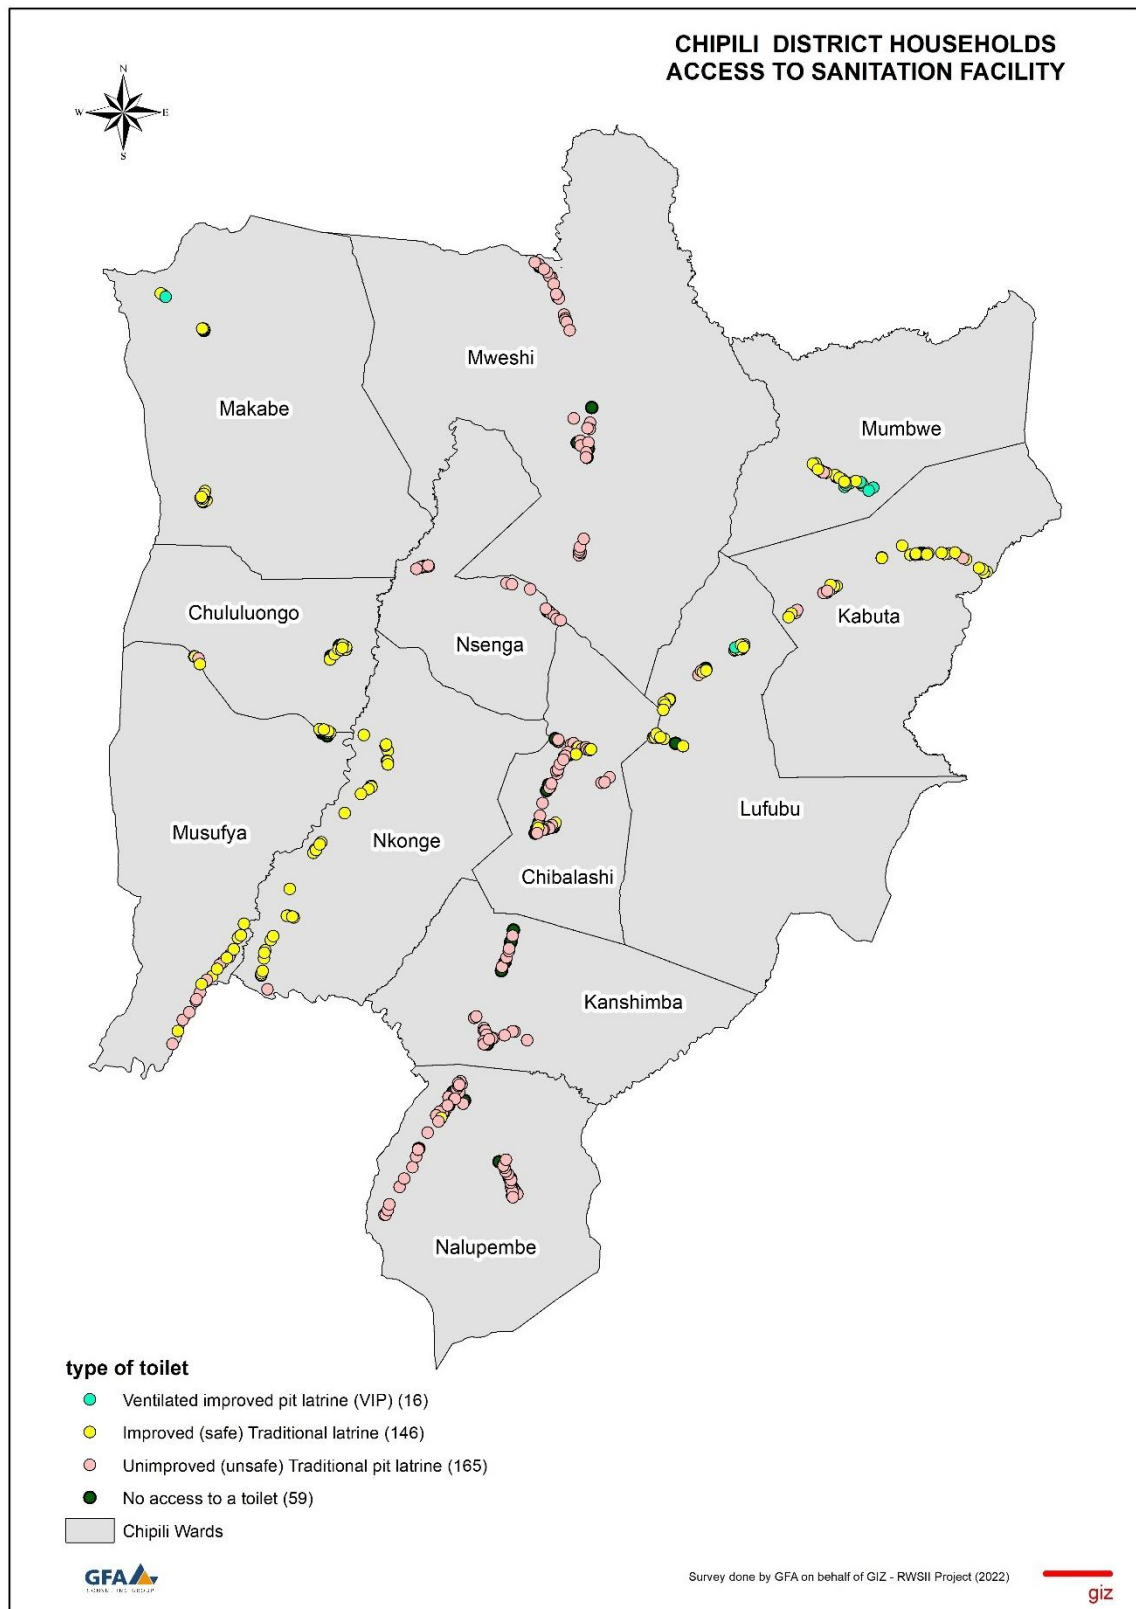 CHIPILI DISTRICT HOUSEHOLDS
ACCESS TO SANITATION FACILITY
N
W
E
S
Mweshi
Makabe
Mumbwe
Chululuongo
Kabuta
Nsenga
Lufubu
Musufya
Nkonge
Chibalashi
Kanshimba
Nalupembe
type of toilet
Ventilated improved pit latrine (VIP) (16)
Improved (safe) Traditional latrine (146)
Unimproved (unsafe) Traditional pit latrine (165)
No access to a toilet (59)
Chipili Wards
GFA
CONSULTING GROUP
Survey done by GFA on behalf of GIZ - RWSII Project (2022)
giz